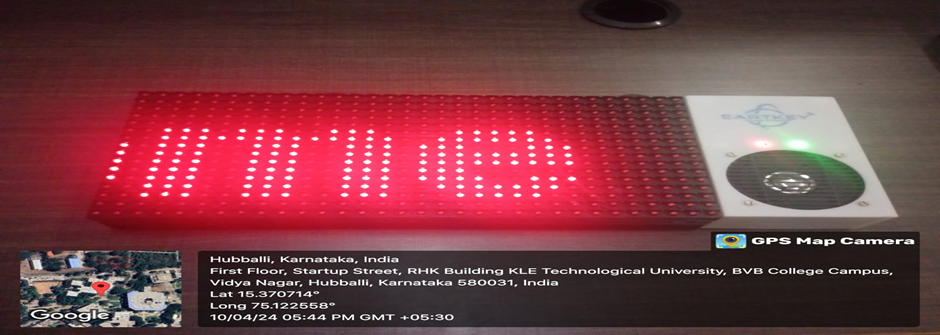 me
GPS Map Camera
Hubballi, Karnataka, India
First Floor, Startup Street, RHK Building KLE Technological University, BVB College Campus,
Vidya Nagar, Hubballi, Karnataka 580031, India
Lat 15.370714°
Long 75.122558°
10/04/24 05:44 PM GMT +05:30
Google